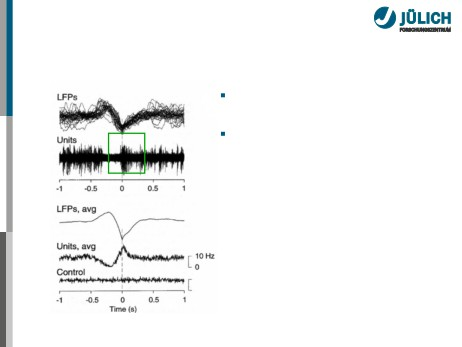 JÜLICH
FORSCHUNGSZENTRUM
LFPs
Units
-1 -0.5 0 0.5 1
LFPs, avg
Units, avg
10 Hz
0
Control
-1 -0.5 0 0.5 1
Time (s)